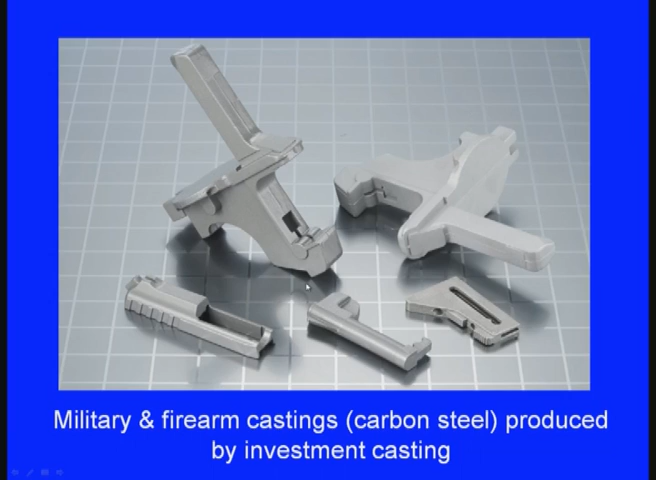 Military & firearm castings (carbon steel) produced
by investment casting